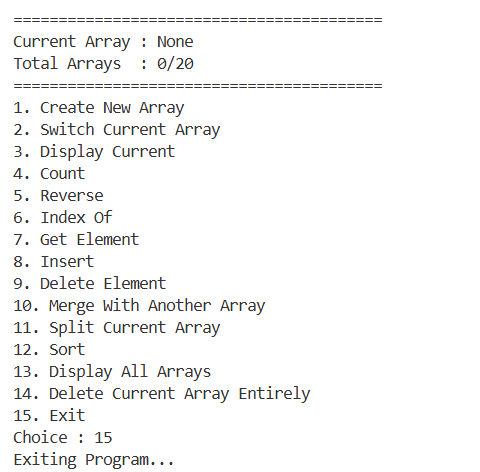 =========================================
Current Array : None
Total Arrays  : 0/20
=========================================
1. Create New Array
2. Switch Current Array
3. Display Current
4. Count
5. Reverse
6. Index Of
7. Get Element
8. Insert
9. Delete Element
10. Merge With Another Array
11. Split Current Array
12. Sort
13. Display All Arrays
14. Delete Current Array Entirely
15. Exit
Choice : 15
Exiting Program...